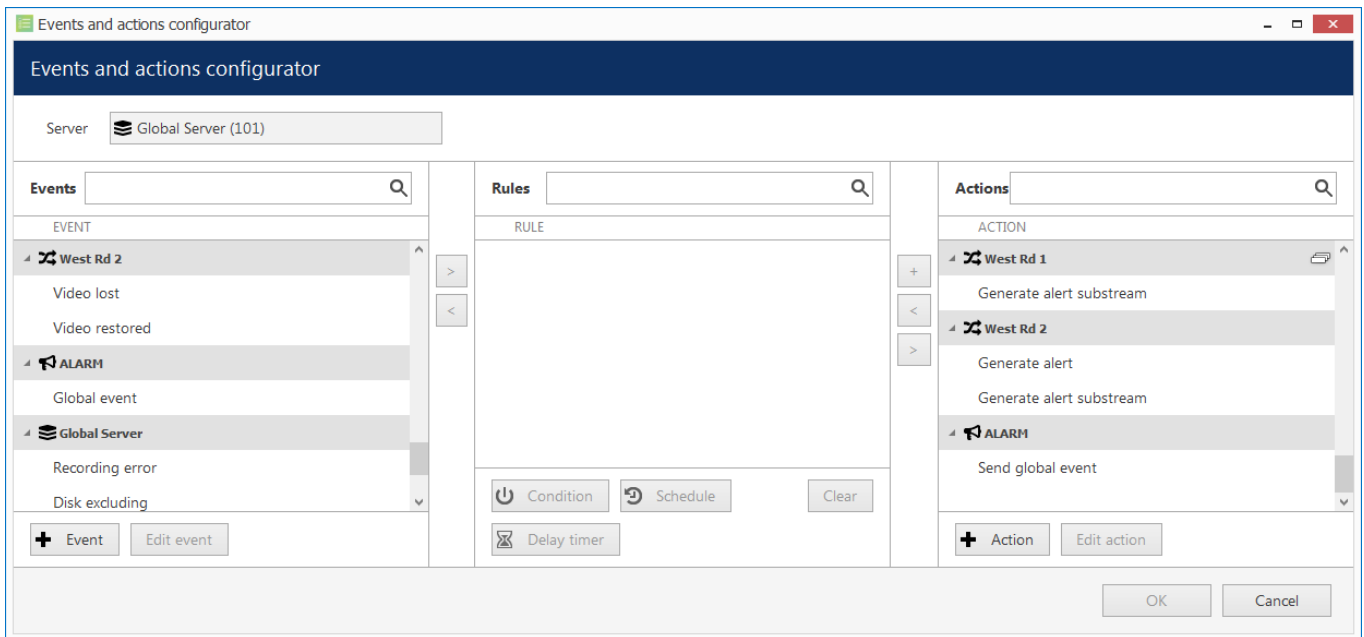 Events and actions configurator
Events and actions configurator
Server Global Server (101)
Events
EVENT
West Rd 2
Video lost
Video restored
ALARM
Global event
Global Server
Recording error
Disk excluding
+ Event Edit event
>
<
Rules
RULE
Condition Schedule Clear
Delay timer
+
<
>
Actions
ACTION
West Rd 1
Generate alert substream
West Rd 2
Generate alert
Generate alert substream
ALARM
Send global event
+ Action Edit action
OK Cancel